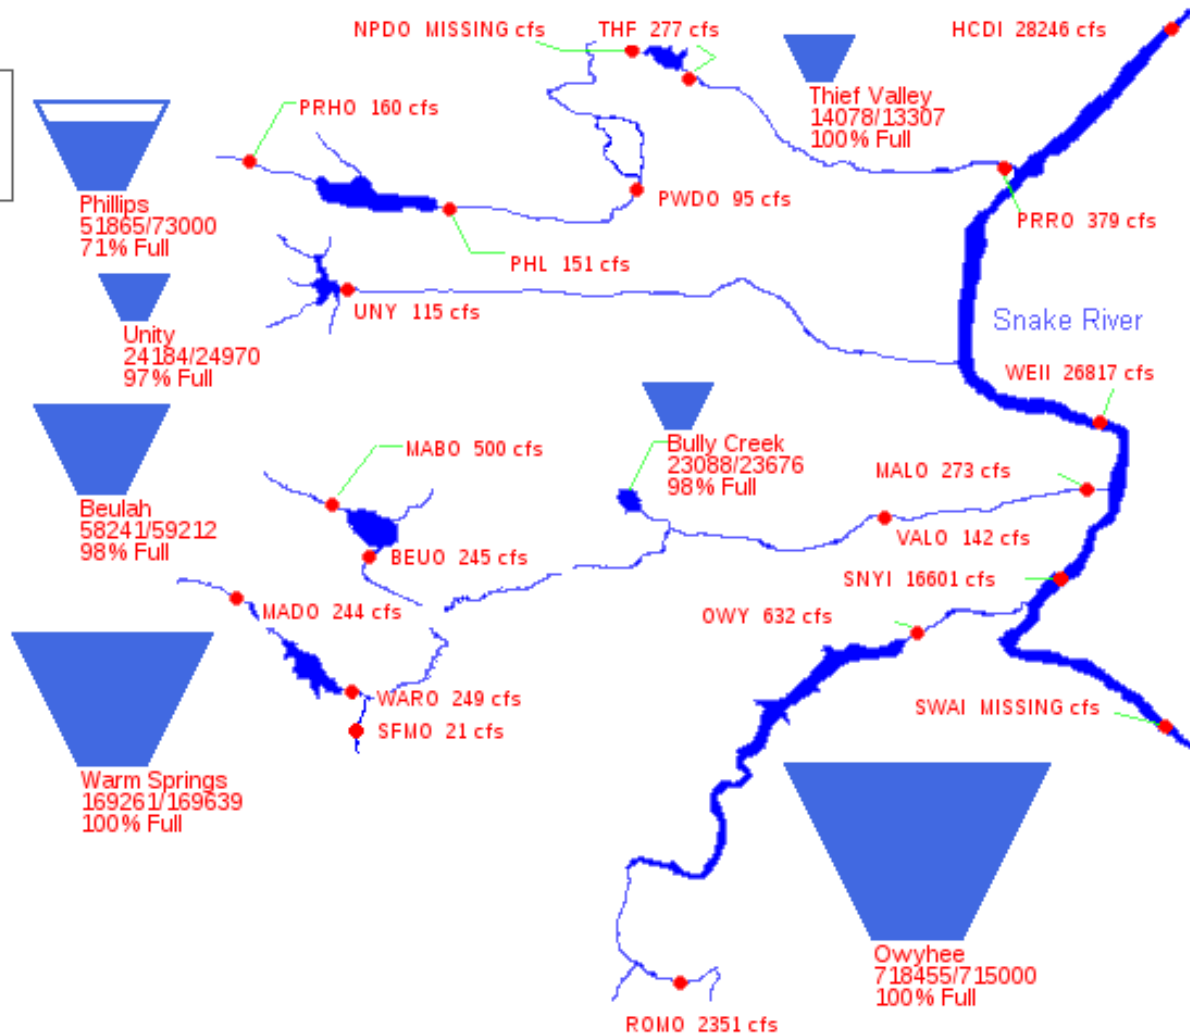 NPDO MISSING cfs
THF 277 cfs
HCDI 28246 cfs
Thief Valley
14078/13307
100% Full
PRHO 160 cfs
Phillips
51865/73000
71% Full
PWDO 95 cfs
PRRO 379 cfs
PHL 151 cfs
UNY 115 cfs
Snake River
Unity
24184/24970
97% Full
WEII 26817 cfs
MABO 500 cfs
Bully Creek
23088/23676
98% Full
MALO 273 cfs
Beulah
58241/59212
98% Full
VALO 142 cfs
BEUO 245 cfs
SNYI 16601 cfs
MADO 244 cfs
OWY 632 cfs
WARO 249 cfs
SFMO 21 cfs
SWAI MISSING cfs
Warm Springs
169261/169639
100% Full
Owyhee
718455/715000
100% Full
ROMO 2351 cfs